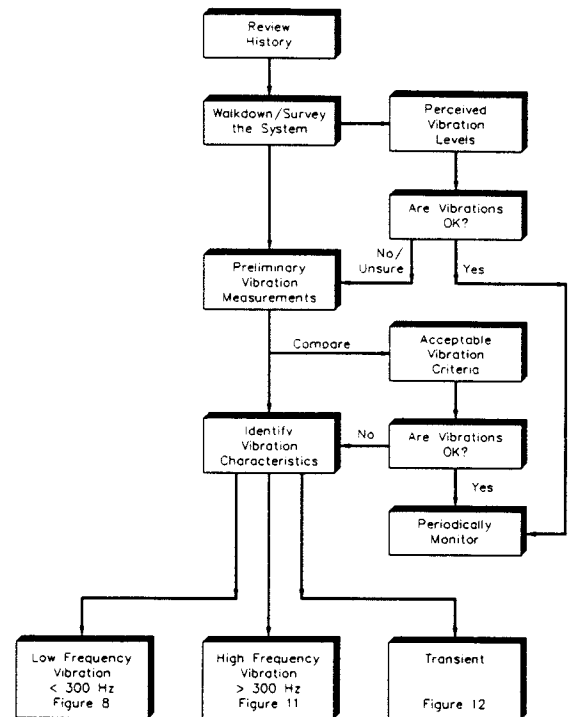 Review
History
Walkdown/Survey
the System
Perceived
Vibration
Levels
Are Vibrations
OK?
No/
Unsure
Yes
Preliminary
Vibration
Measurements
Compare
Acceptable
Vibration
Criteria
Identify
Vibration
Characteristics
No
Are Vibrations
OK?
Yes
Periodically
Monitor
Low Frequency
Vibration
< 300 Hz
Figure 8
High Frequency
Vibration
> 300 Hz
Figure 11
Transient
Figure 12